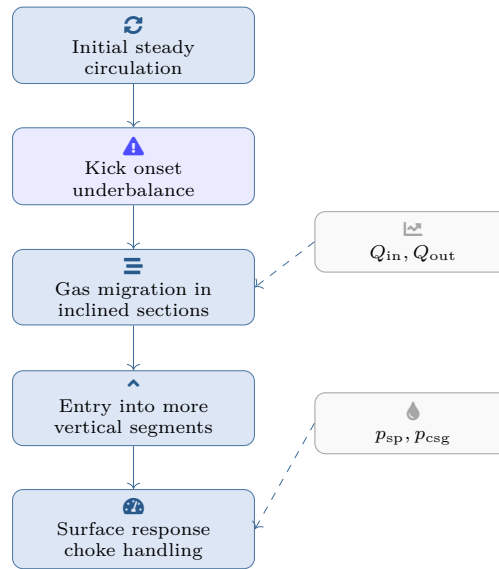 Initial steady
circulation
Kick onset
underbalance
Q_in, Q_out
Gas migration in
inclined sections
Entry into more
vertical segments
p_sp, p_csg
Surface response
choke handling